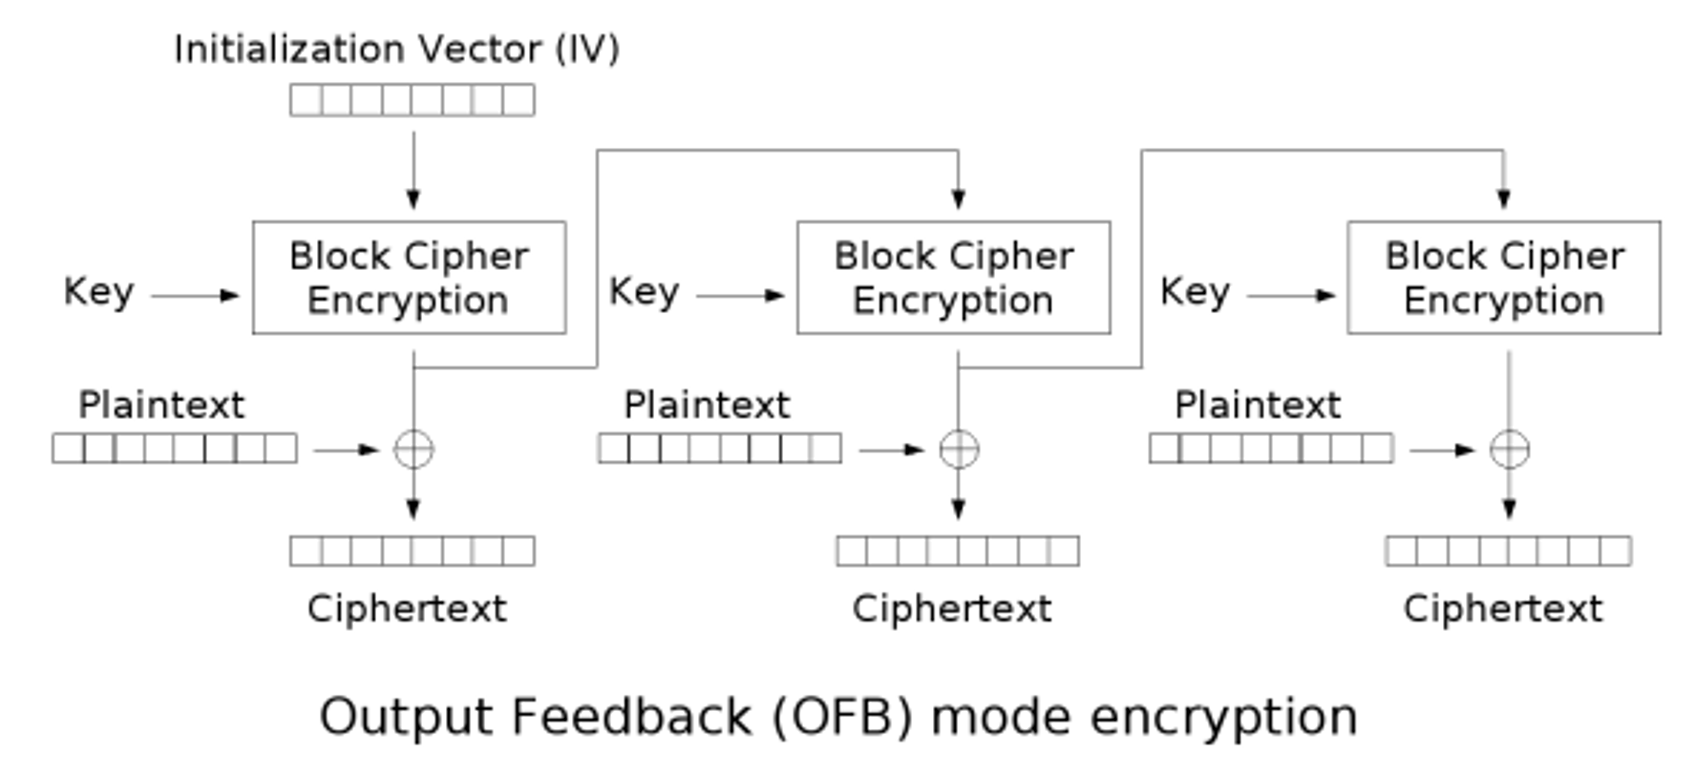 Initialization Vector (IV)
Key
Block Cipher
Encryption
Key
Block Cipher
Encryption
Key
Block Cipher
Encryption
Plaintext
Plaintext
Plaintext
Ciphertext
Ciphertext
Ciphertext
Output Feedback (OFB) mode encryption